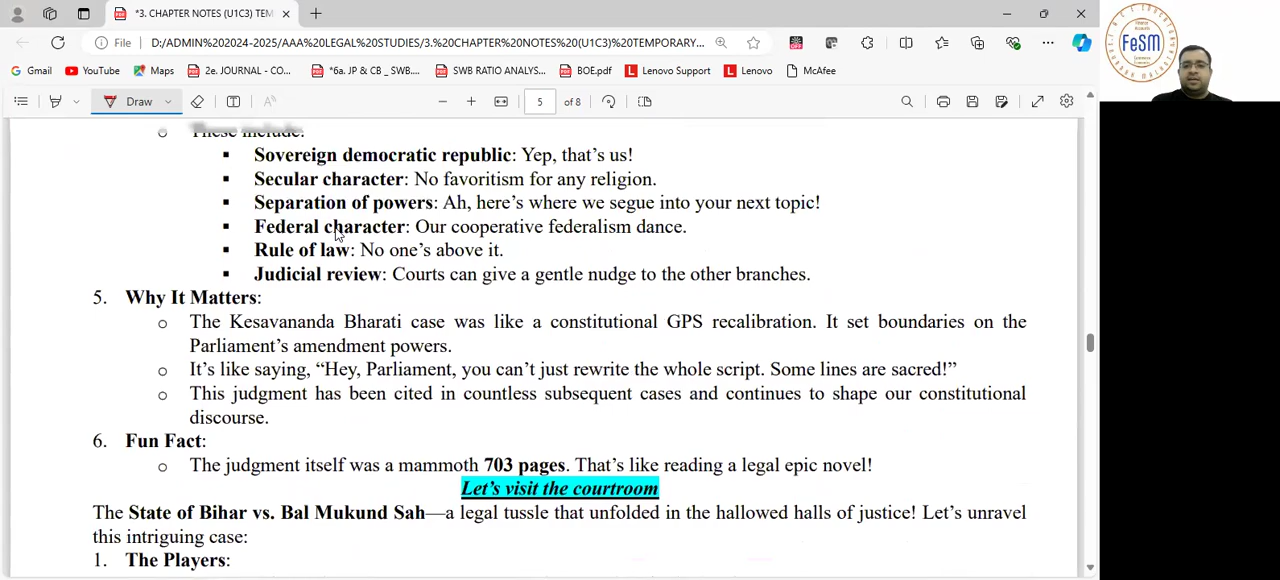 *3. CHAPTER NOTES (U1C3) TEM
File
D:/ADMIN%202024-2025/AAA%20LEGAL%20STUDIES/3.%20CHAPTER%20NOTES%20(U1C3)%20TEMPORARY...
Gmail YouTube Maps 2e. JOURNAL - CO... *6a. JP & CB _ SWB.... SWB RATIO ANALYS... BOE.pdf Lenovo Support Lenovo McAfee
Draw 5 of 8
These include:
Sovereign democratic republic: Yep, that's us!
Secular character: No favoritism for any religion.
Separation of powers: Ah, here's where we segue into your next topic!
Federal character: Our cooperative federalism dance.
Rule of law: No one's above it.
Judicial review: Courts can give a gentle nudge to the other branches.
5. Why It Matters:
The Kesavananda Bharati case was like a constitutional GPS recalibration. It set boundaries on the
Parliament's amendment powers.
It's like saying, “Hey, Parliament, you can't just rewrite the whole script. Some lines are sacred!”
This judgment has been cited in countless subsequent cases and continues to shape our constitutional
discourse.
6. Fun Fact:
The judgment itself was a mammoth 703 pages. That's like reading a legal epic novel!
Let's visit the courtroom
The State of Bihar vs. Bal Mukund Sah—a legal tussle that unfolded in the hallowed halls of justice! Let's unravel
this intriguing case:
1. The Players:
FeSM